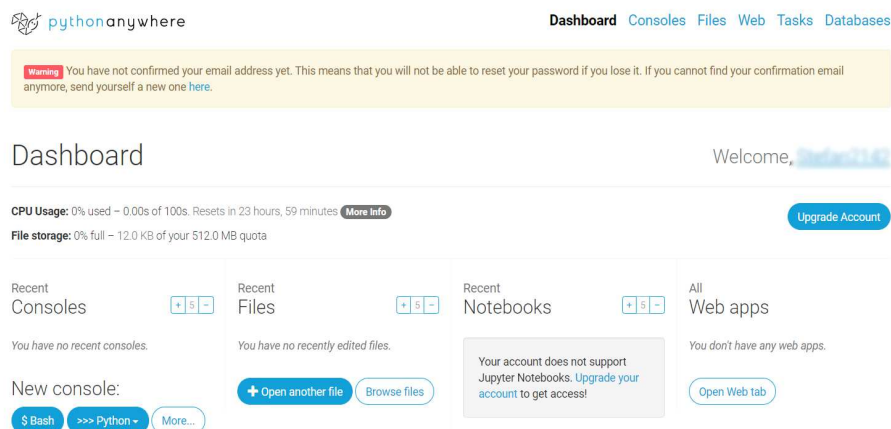 pythonanywhere
Dashboard Consoles Files Web Tasks Databases
Warning You have not confirmed your email address yet. This means that you will not be able to reset your password if you lose it. If you cannot find your confirmation email
anymore, send yourself a new one here.
Dashboard
Welcome,
CPU Usage: 0% used – 0.00s of 100s. Resets in 23 hours, 59 minutes More Info
Upgrade Account
File storage: 0% full – 12.0 KB of your 512.0 MB quota
Recent
Consoles
+ 5 -
You have no recent consoles.
New console:
$ Bash
>>> Python
More...
Recent
Files
+ 5 -
You have no recently edited files.
+ Open another file
Browse files
Recent
Notebooks
+ 5 -
Your account does not support
Jupyter Notebooks. Upgrade your
account to get access!
All
Web apps
You don't have any web apps.
Open Web tab